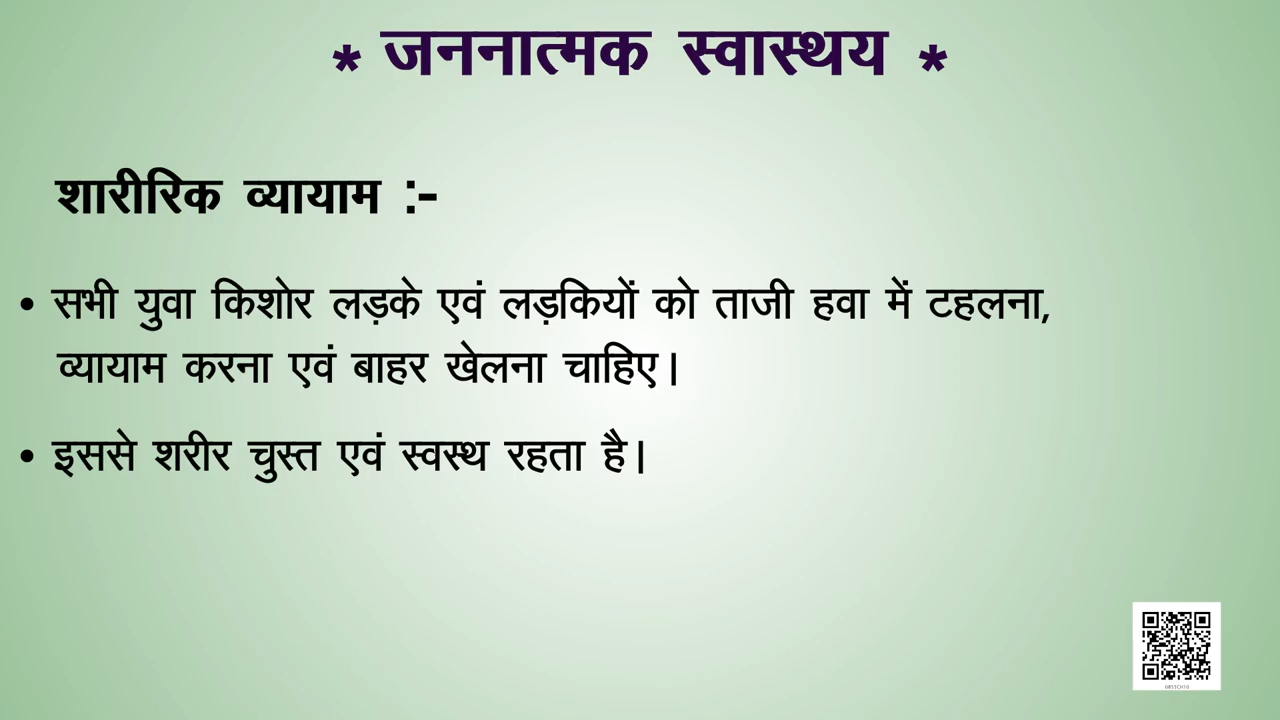 * जननात्मक स्वास्थय *
शारीरिक व्यायाम :-
• सभी युवा किशोर लड़के एवं लड़कियों को ताजी हवा में टहलना,
व्यायाम करना एवं बाहर खेलना चाहिए।
• इससे शरीर चुस्त एवं स्वस्थ रहता है।